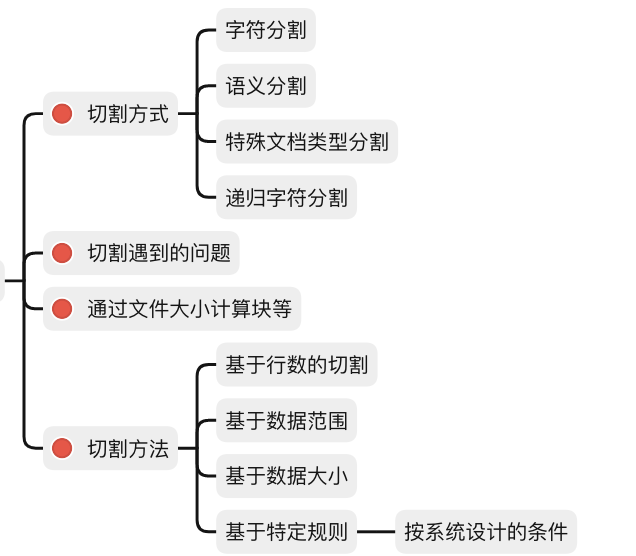 切割方式
字符分割
语义分割
特殊文档类型分割
递归字符分割
切割遇到的问题
通过文件大小计算块等
切割方法
基于行数的切割
基于数据范围
基于数据大小
基于特定规则
按系统设计的条件